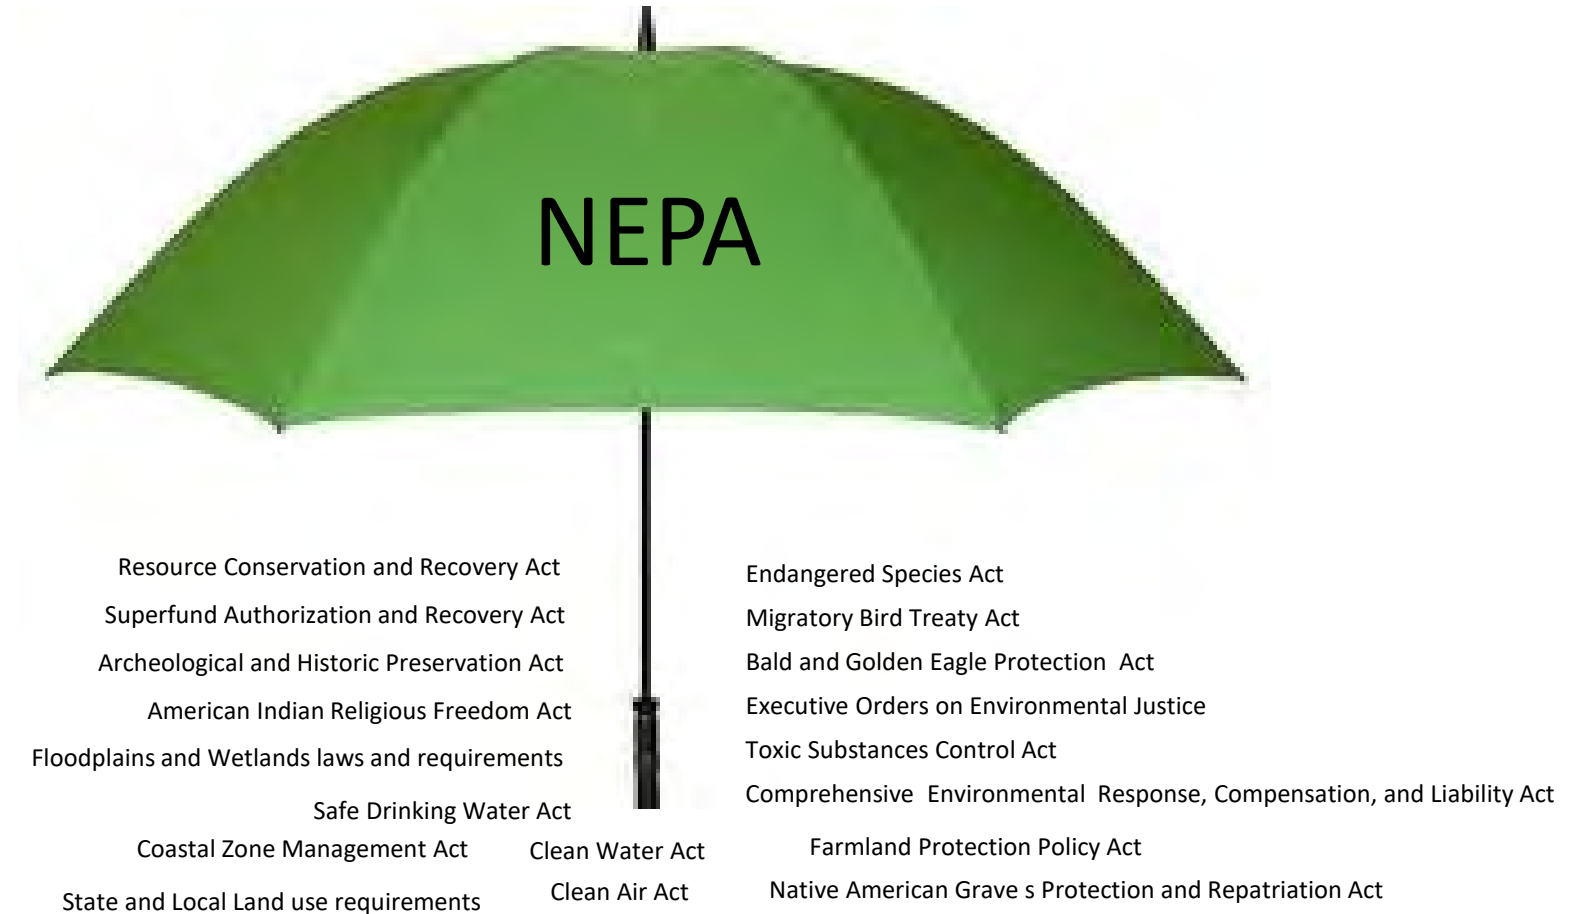 NEPA
Resource Conservation and Recovery Act
Superfund Authorization and Recovery Act
Archeological and Historic Preservation Act
American Indian Religious Freedom Act
Floodplains and Wetlands laws and requirements
Safe Drinking Water Act
Coastal Zone Management Act
State and Local Land use requirements
Clean Water Act
Clean Air Act
Endangered Species Act
Migratory Bird Treaty Act
Bald and Golden Eagle Protection  Act
Executive Orders on Environmental Justice
Toxic Substances Control Act
Comprehensive  Environmental  Response, Compensation, and Liability Act
Farmland Protection Policy Act
Native American Grave s Protection and Repatriation Act